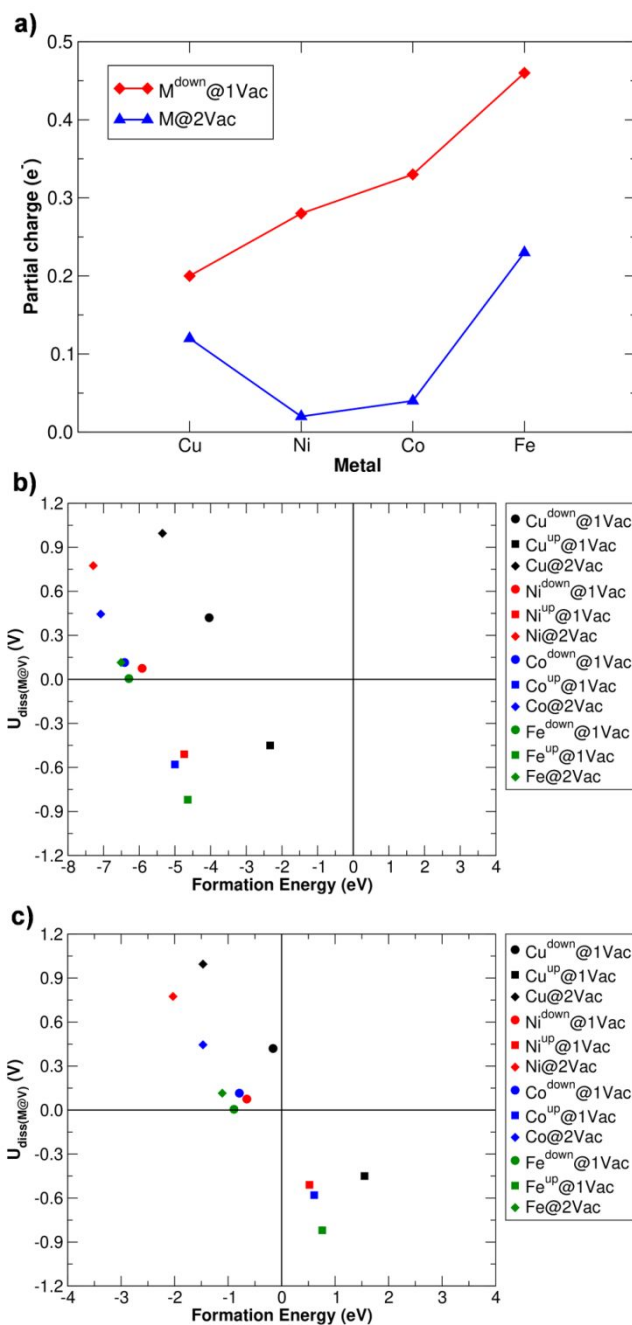 a)
0.5
0.4
0.3
0.2
0.1
0.0
Partial charge (e⁻)
M^down@1Vac
M@2Vac
Cu Ni Co Fe
Metal
b)
1.2
0.9
0.6
0.3
0.0
-0.3
-0.6
-0.9
-1.2
U_diss(M@V) (V)
-8 -7 -6 -5 -4 -3 -2 -1 0 1 2 3 4
Formation Energy (eV)
Cu^down@1Vac
Cu^up@1Vac
Cu@2Vac
Ni^down@1Vac
Ni^up@1Vac
Ni@2Vac
Co^down@1Vac
Co^up@1Vac
Co@2Vac
Fe^down@1Vac
Fe^up@1Vac
Fe@2Vac
c)
1.2
0.9
0.6
0.3
0.0
-0.3
-0.6
-0.9
-1.2
U_diss(M@V) (V)
-4 -3 -2 -1 0 1 2 3 4
Formation Energy (eV)
Cu^down@1Vac
Cu^up@1Vac
Cu@2Vac
Ni^down@1Vac
Ni^up@1Vac
Ni@2Vac
Co^down@1Vac
Co^up@1Vac
Co@2Vac
Fe^down@1Vac
Fe^up@1Vac
Fe@2Vac